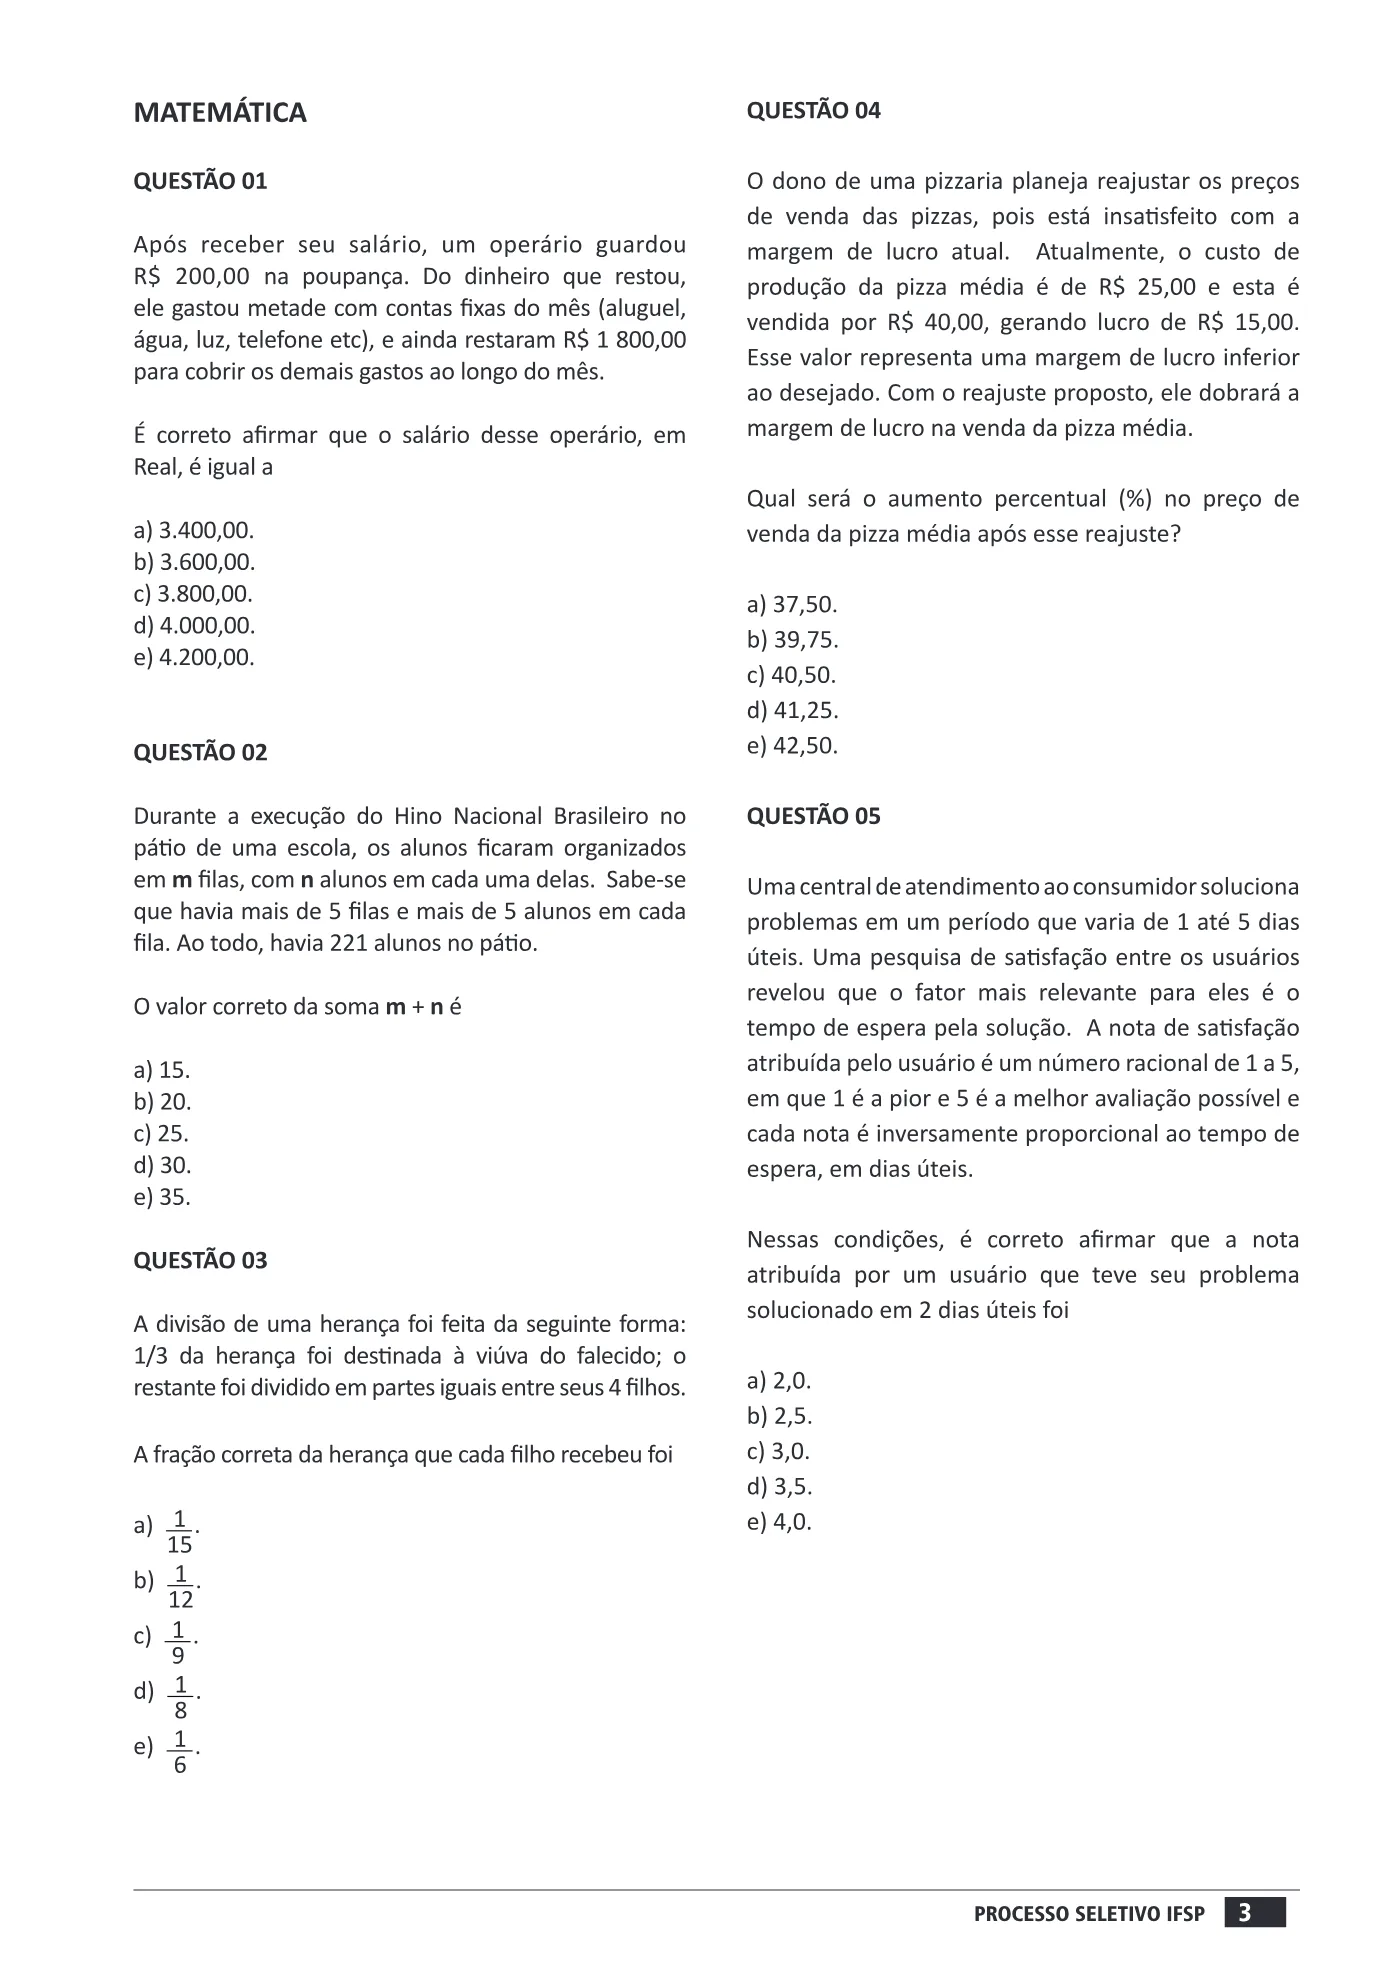 MATEMÁTICA
QUESTÃO 01
Após receber seu salário, um operário guardou
R$ 200,00 na poupança. Do dinheiro que restou,
ele gastou metade com contas fixas do mês (aluguel,
água, luz, telefone etc), e ainda restaram R$ 1 800,00
para cobrir os demais gastos ao longo do mês.
É correto afirmar que o salário desse operário, em
Real, é igual a
a) 3.400,00.
b) 3.600,00.
c) 3.800,00.
d) 4.000,00.
e) 4.200,00.
QUESTÃO 02
Durante a execução do Hino Nacional Brasileiro no
pátio de uma escola, os alunos ficaram organizados
em m filas, com n alunos em cada uma delas. Sabe-se
que havia mais de 5 filas e mais de 5 alunos em cada
fila. Ao todo, havia 221 alunos no pátio.
O valor correto da soma m + n é
a) 15.
b) 20.
c) 25.
d) 30.
e) 35.
QUESTÃO 03
A divisão de uma herança foi feita da seguinte forma:
1/3 da herança foi destinada à viúva do falecido; o
restante foi dividido em partes iguais entre seus 4 filhos.
A fração correta da herança que cada filho recebeu foi
a) 1/15.
b) 1/12.
c) 1/9.
d) 1/8.
e) 1/6.
QUESTÃO 04
O dono de uma pizzaria planeja reajustar os preços
de venda das pizzas, pois está insatisfeito com a
margem de lucro atual. Atualmente, o custo de
produção da pizza média é de R$ 25,00 e esta é
vendida por R$ 40,00, gerando lucro de R$ 15,00.
Esse valor representa uma margem de lucro inferior
ao desejado. Com o reajuste proposto, ele dobrará a
margem de lucro na venda da pizza média.
Qual será o aumento percentual (%) no preço de
venda da pizza média após esse reajuste?
a) 37,50.
b) 39,75.
c) 40,50.
d) 41,25.
e) 42,50.
QUESTÃO 05
Uma central de atendimento ao consumidor soluciona
problemas em um período que varia de 1 até 5 dias
úteis. Uma pesquisa de satisfação entre os usuários
revelou que o fator mais relevante para eles é o
tempo de espera pela solução. A nota de satisfação
atribuída pelo usuário é um número racional de 1 a 5,
em que 1 é a pior e 5 é a melhor avaliação possível e
cada nota é inversamente proporcional ao tempo de
espera, em dias úteis.
Nessas condições, é correto afirmar que a nota
atribuída por um usuário que teve seu problema
solucionado em 2 dias úteis foi
a) 2,0.
b) 2,5.
c) 3,0.
d) 3,5.
e) 4,0.
PROCESSO SELETIVO IFSP 3